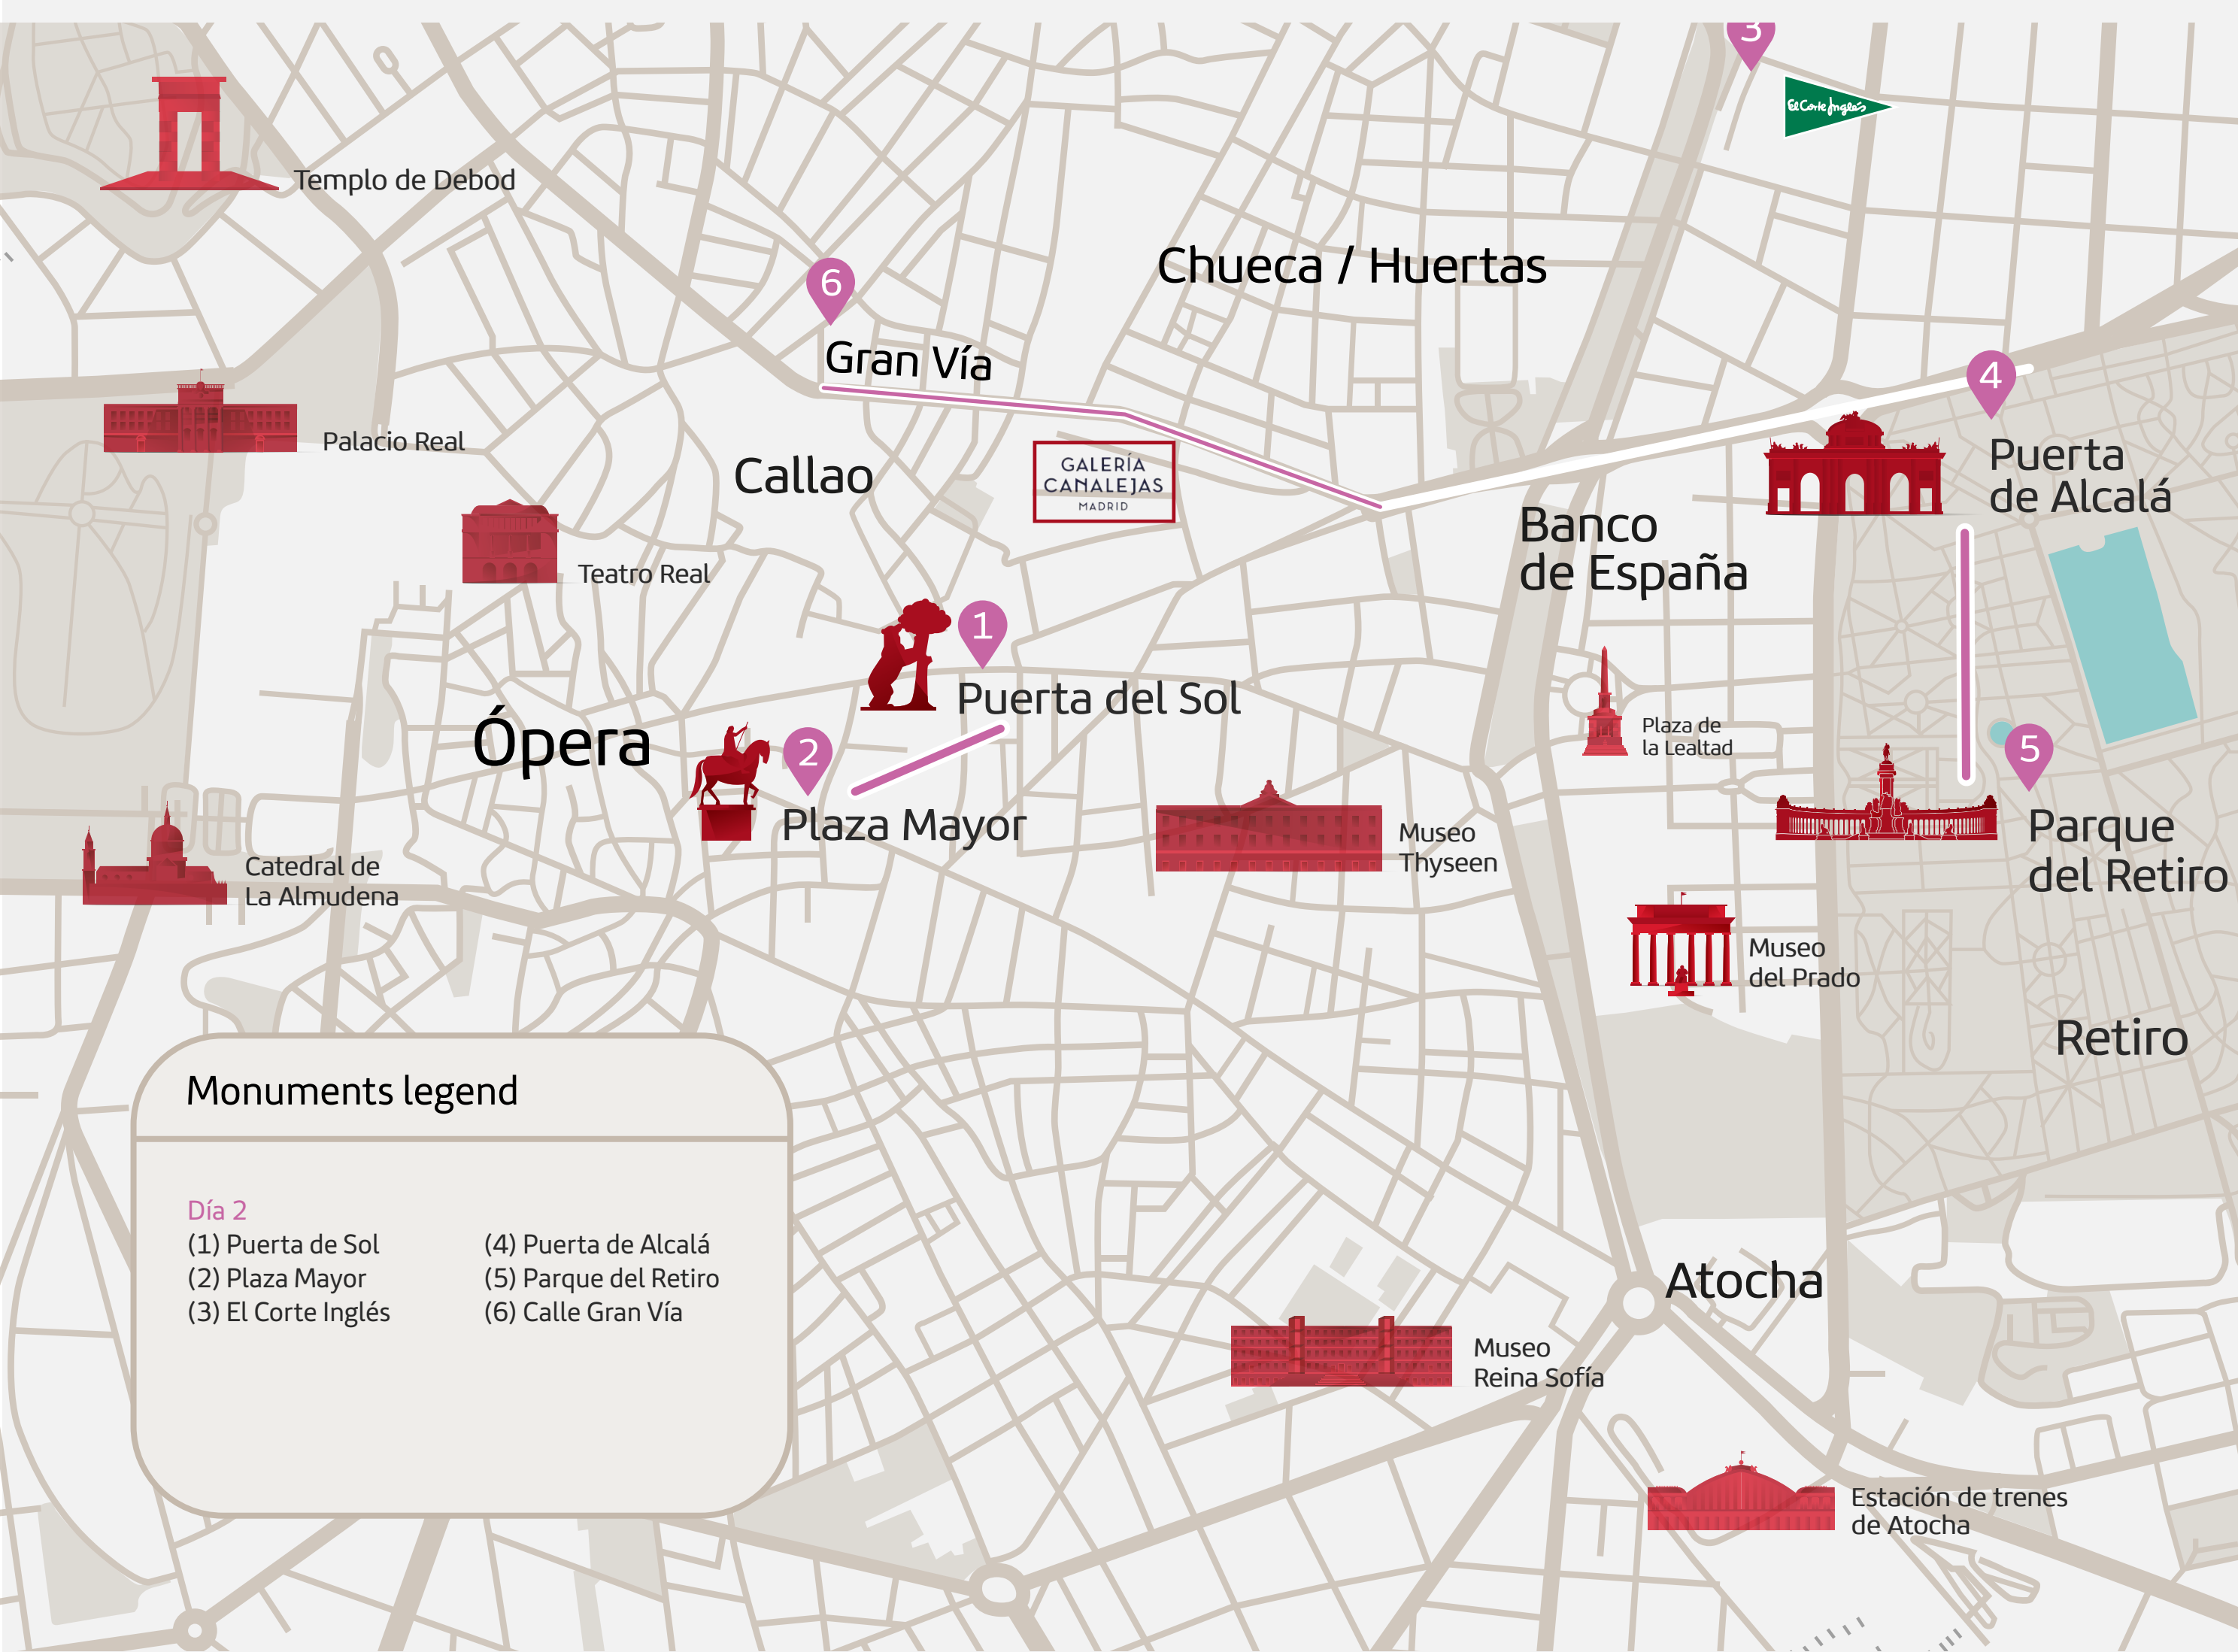 3
El Corte Inglés
Templo de Debod
Chueca / Huertas
6
Gran Vía
4
Palacio Real
Callao
GALERÍA
CANALEJAS
MADRID
Puerta
de Alcalá
Banco
de España
Teatro Real
1
Puerta del Sol
Ópera
2
Plaza Mayor
Plaza de
la Lealtad
5
Parque
del Retiro
Museo
Thyseen
Catedral de
La Almudena
Museo
del Prado
Retiro
Monuments legend
Día 2
(1) Puerta de Sol
(2) Plaza Mayor
(3) El Corte Inglés
(4) Puerta de Alcalá
(5) Parque del Retiro
(6) Calle Gran Vía
Atocha
Museo
Reina Sofía
Estación de trenes
de Atocha